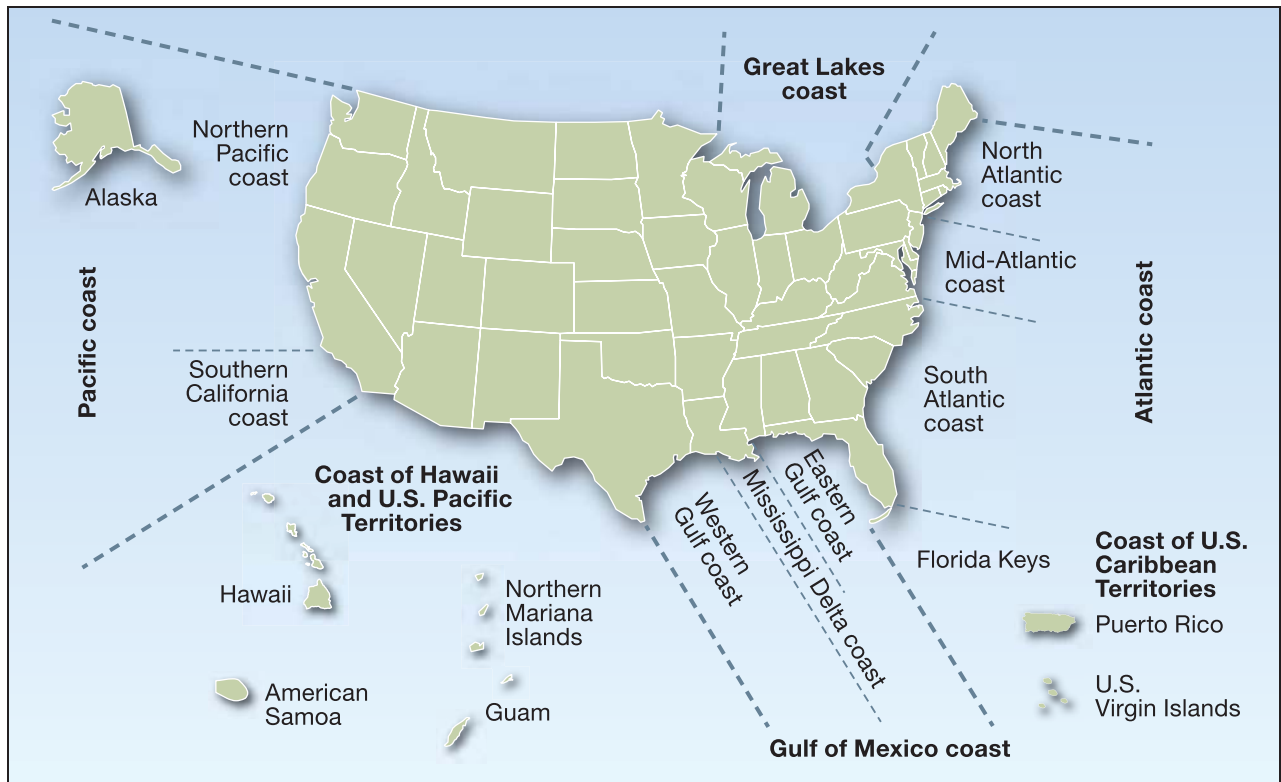 Great Lakes
coast
Northern
Pacific
coast
Alaska
North
Atlantic
coast
Mid-Atlantic
coast
Pacific coast
Atlantic coast
Southern
California
coast
South
Atlantic
coast
Coast of Hawaii
and U.S. Pacific
Territories
Western
Gulf coast
Mississippi Delta coast
Eastern
Gulf coast
Florida Keys
Coast of U.S.
Caribbean
Territories
Hawaii
Northern
Mariana
Islands
Puerto Rico
American
Samoa
Guam
U.S.
Virgin Islands
Gulf of Mexico coast